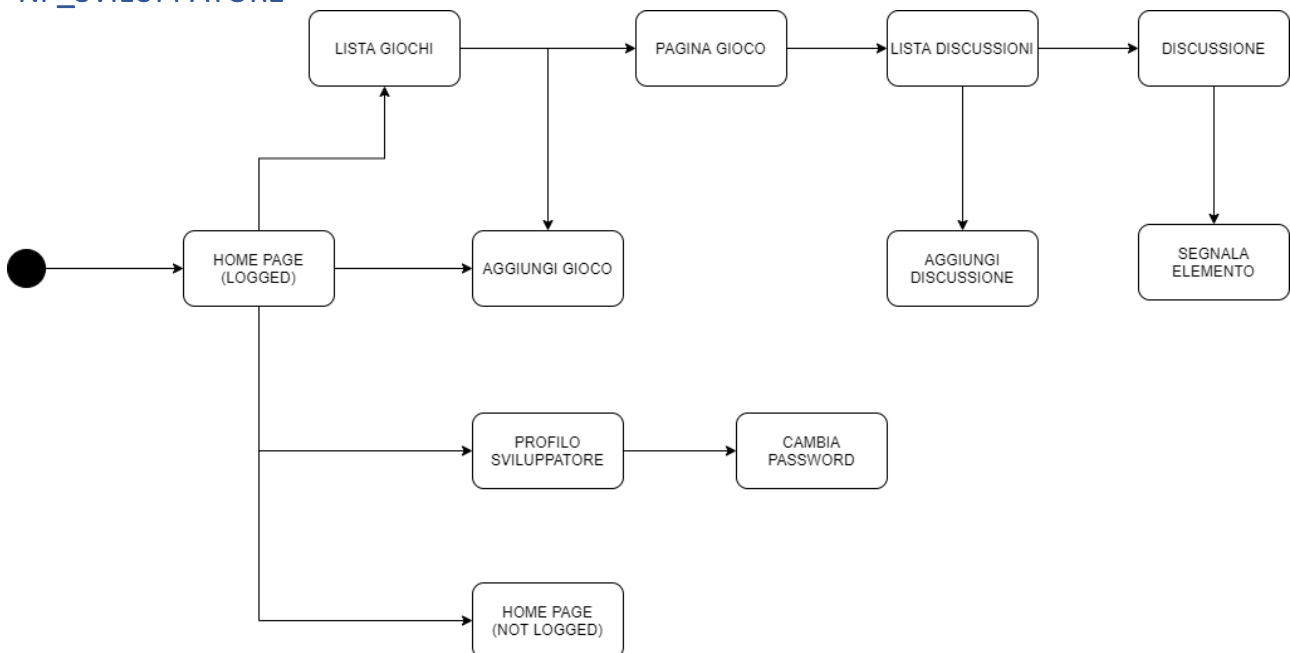 NP_SVILUPPATORE
LISTA GIOCHI
PAGINA GIOCO
LISTA DISCUSSIONI
DISCUSSIONE
HOME PAGE
(LOGGED)
AGGIUNGI GIOCO
AGGIUNGI
DISCUSSIONE
SEGNALA
ELEMENTO
PROFILO
SVILUPPATORE
CAMBIA
PASSWORD
HOME PAGE
(NOT LOGGED)